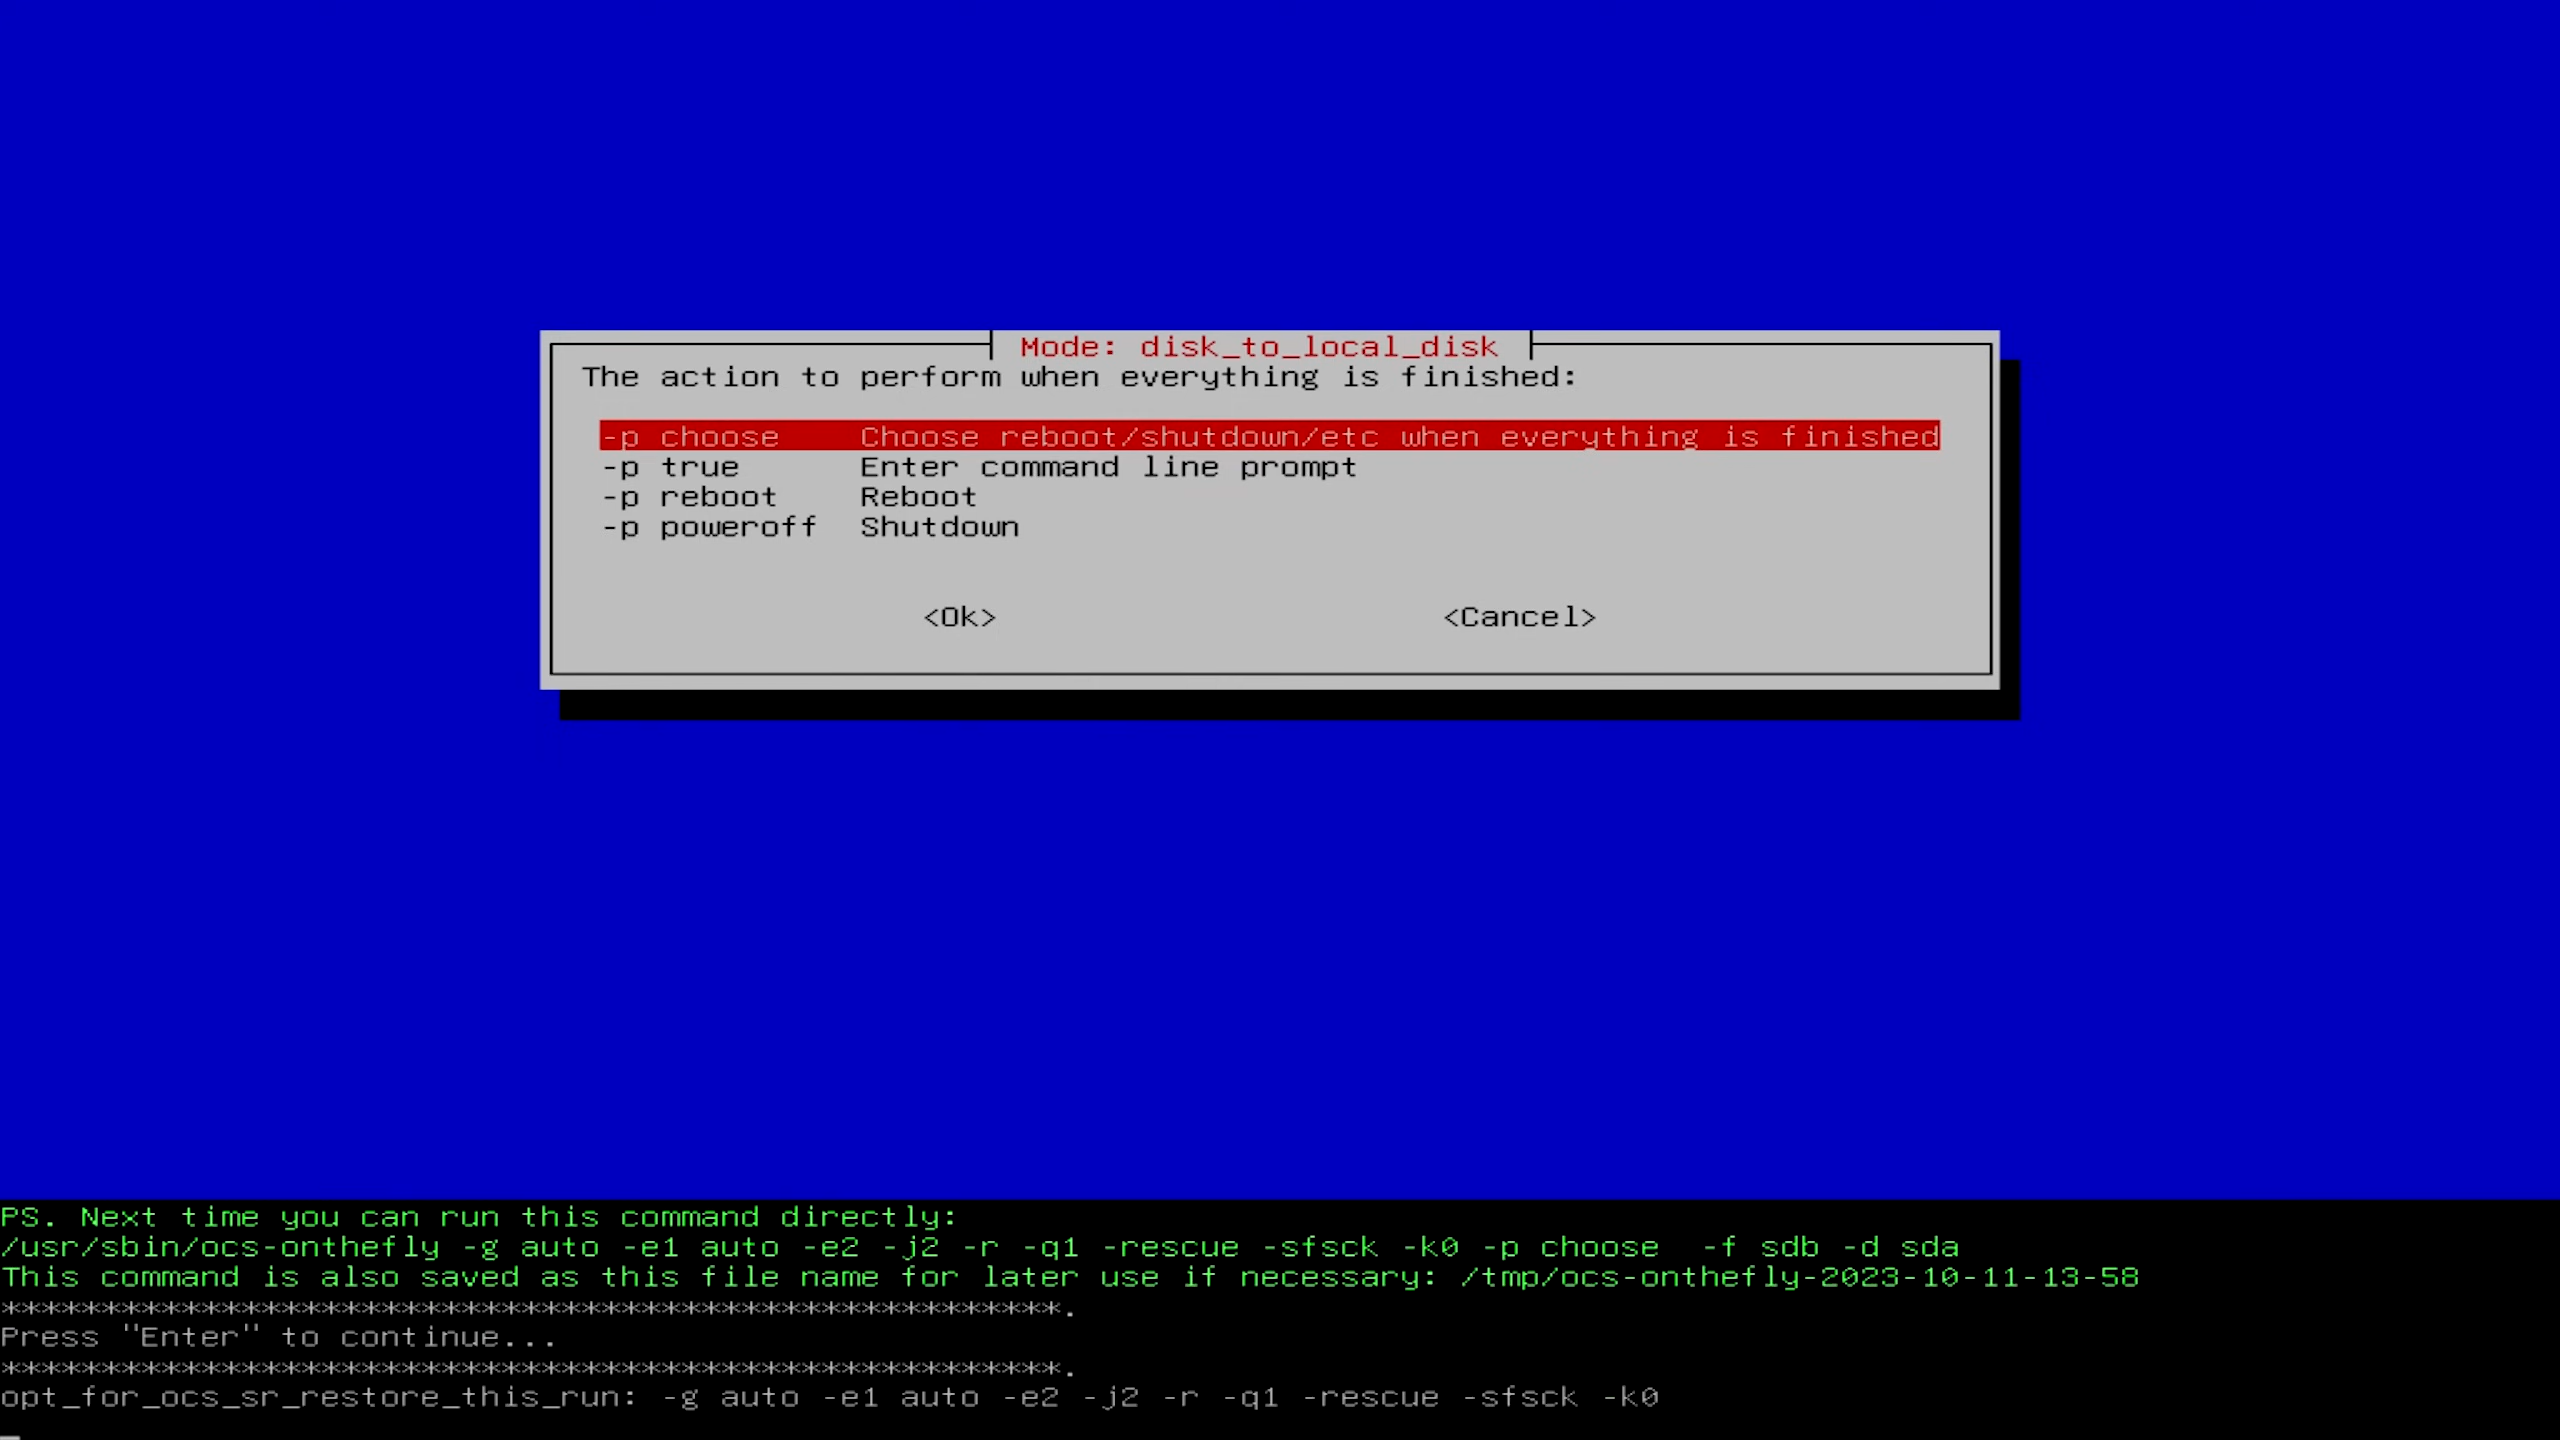 Mode: disk_to_local_disk
The action to perform when everything is finished:
-p choose    Choose reboot/shutdown/etc when everything is finished
-p true      Enter command line prompt
-p reboot    Reboot
-p poweroff  Shutdown
<Ok>                      <Cancel>
PS. Next time you can run this command directly:
/usr/sbin/ocs-onthefly -g auto -e1 auto -e2 -j2 -r -q1 -rescue -sfsck -k0 -p choose  -f sdb -d sda
This command is also saved as this file name for later use if necessary: /tmp/ocs-onthefly-2023-10-11-13-58
*****************************************************.
Press "Enter" to continue...
*****************************************************.
opt_for_ocs_sr_restore_this_run: -g auto -e1 auto -e2 -j2 -r -q1 -rescue -sfsck -k0